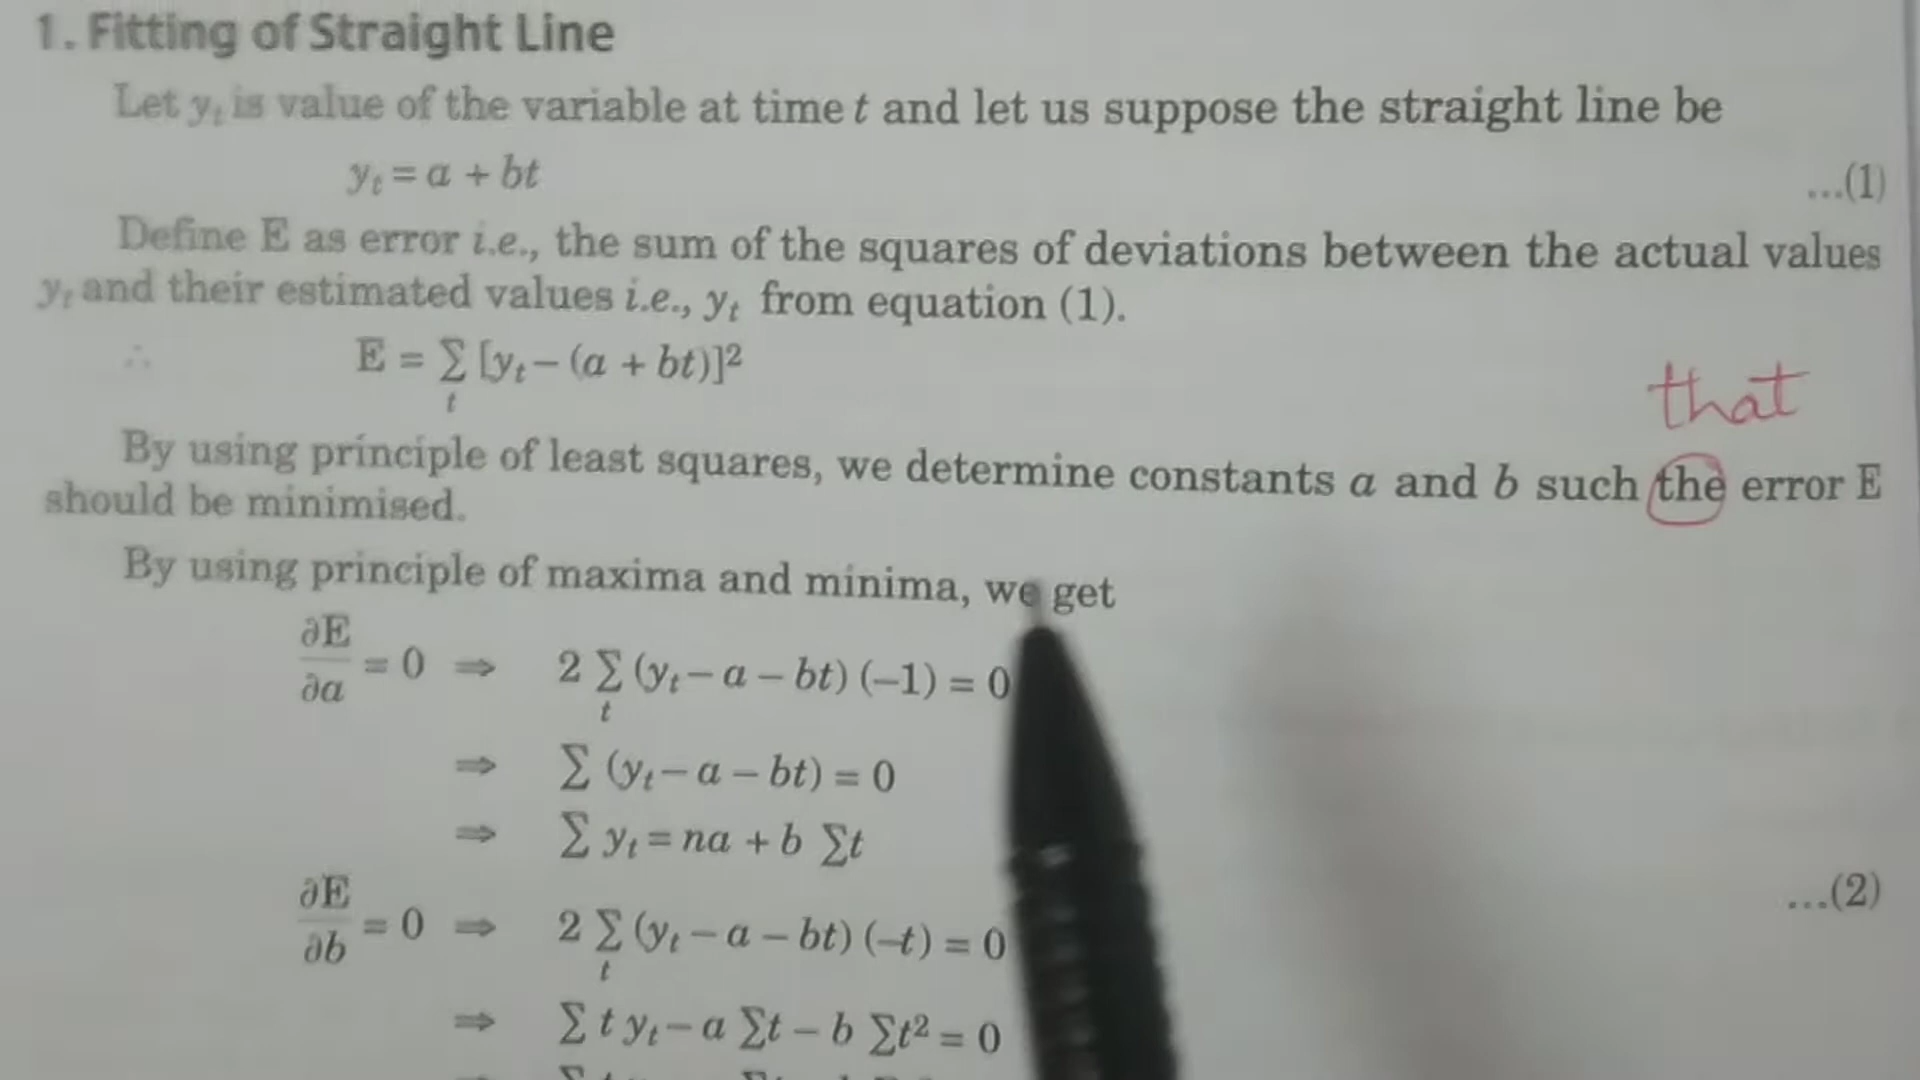 1. Fitting of Straight Line
Let yₜ is value of the variable at time t and let us suppose the straight line be
yₜ = a + bt ...(1)
Define E as error i.e., the sum of the squares of deviations between the actual values
yₜ and their estimated values i.e., yₜ from equation (1).
∴ E = Σₜ [yₜ – (a + bt)]²
that
By using principle of least squares, we determine constants a and b such the error E
should be minimised.
By using principle of maxima and minima, we get
∂E/∂a = 0 ⇒ 2 Σₜ (yₜ – a – bt) (–1) = 0
⇒ Σ (yₜ – a – bt) = 0
⇒ Σ yₜ = na + b Σt ...(2)
∂E/∂b = 0 ⇒ 2 Σₜ (yₜ – a – bt) (–t) = 0
⇒ Σ t yₜ – a Σt – b Σt² = 0